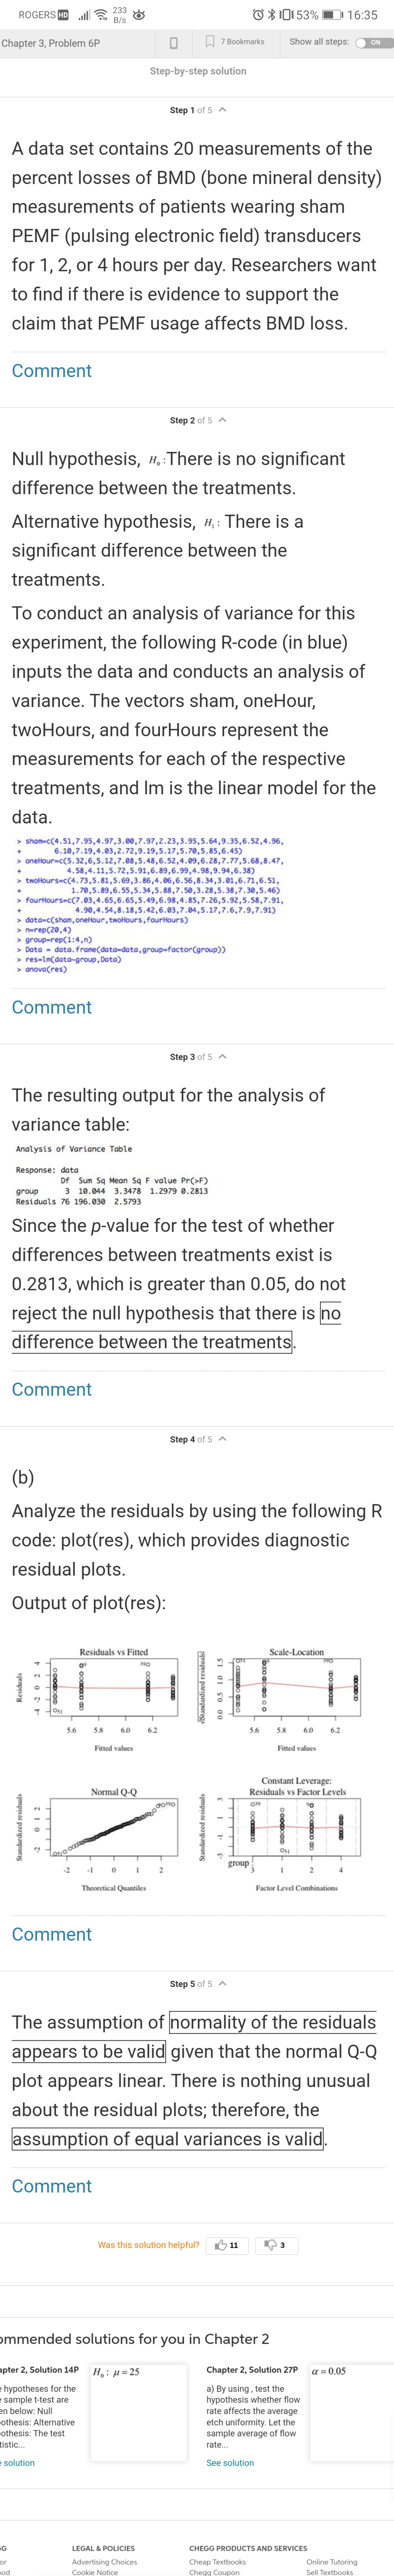 ROGERS HD 233 B/s 53% 16:35
Chapter 3, Problem 6P 7 Bookmarks Show all steps: ON
Step-by-step solution
Step 1 of 5
A data set contains 20 measurements of the
percent losses of BMD (bone mineral density)
measurements of patients wearing sham
PEMF (pulsing electronic field) transducers
for 1, 2, or 4 hours per day. Researchers want
to find if there is evidence to support the
claim that PEMF usage affects BMD loss.
Comment
Step 2 of 5
Null hypothesis, H₀ :There is no significant
difference between the treatments.
Alternative hypothesis, H₁ : There is a
significant difference between the
treatments.
To conduct an analysis of variance for this
experiment, the following R-code (in blue)
inputs the data and conducts an analysis of
variance. The vectors sham, oneHour,
twoHours, and fourHours represent the
measurements for each of the respective
treatments, and lm is the linear model for the
data.
> sham=c(4.51,7.95,4.97,3.00,7.97,2.23,3.95,5.64,9.35,6.52,4.96,
+ 6.10,7.19,4.03,2.72,9.19,5.17,5.70,5.85,6.45)
> oneHour=c(5.32,6.5,12,7.08,5.48,6.52,4.09,6.28,7.77,5.68,8.47,
+ 4.58,4.11,5.72,5.91,6.89,6.99,4.98,9.94,6.38)
> twoHours=c(4.73,5.81,5.69,3.86,4.06,6.56,8.34,3.01,6.71,6.51,
+ 1.70,5.89,6.55,5.34,5.88,7.50,3.28,5.38,7.30,5.46)
> fourHours=c(7.03,4.65,6.65,5.49,6.98,4.85,7.26,5.92,5.58,7.91,
+ 4.90,4.54,8.18,5.42,6.03,7.04,5.17,7.6,7.9,7.91)
> data=c(sham,oneHour,twoHours,fourHours)
> n=rep(20,4)
> group=rep(1:4,n)
> Data = data.frame(data=data,group=factor(group))
> res=lm(data~group,Data)
> anova(res)
Comment
Step 3 of 5
The resulting output for the analysis of
variance table:
Analysis of Variance Table
Response: data
Df Sum Sq Mean Sq F value Pr(>F)
group 3 10.044 3.3478 1.2979 0.2813
Residuals 76 196.030 2.5793
Since the p-value for the test of whether
differences between treatments exist is
0.2813, which is greater than 0.05, do not
reject the null hypothesis that there is no
difference between the treatments.
Comment
Step 4 of 5
(b)
Analyze the residuals by using the following R
code: plot(res), which provides diagnostic
residual plots.
Output of plot(res):
Residuals vs Fitted
Residuals
-4 -2 0 2 4
5.6 5.8 6.0 6.2
Fitted values
Scale-Location
√|Standardized residuals|
0.0 0.5 1.0 1.5
5.6 5.8 6.0 6.2
Fitted values
Normal Q-Q
Standardized residuals
-2 0 1 2
-2 -1 0 1 2
Theoretical Quantiles
Constant Leverage:
Residuals vs Factor Levels
Standardized residuals
-3 -1 1 3
group :
3 1 2 4
Factor Level Combinations
Comment
Step 5 of 5
The assumption of normality of the residuals
appears to be valid given that the normal Q-Q
plot appears linear. There is nothing unusual
about the residual plots; therefore, the
assumption of equal variances is valid.
Comment
Was this solution helpful? 11 3
ommended solutions for you in Chapter 2
apter 2, Solution 14P
e hypotheses for the
e sample t-test are
en below: Null
othesis: Alternative
othesis: The test
tistic...
e solution
H₀ : μ = 25
Chapter 2, Solution 27P
a) By using , test the
hypothesis whether flow
rate affects the average
etch uniformity. Let the
sample average of flow
rate...
See solution
α = 0.05
GG LEGAL & POLICIES CHEGG PRODUCTS AND SERVICES
or Advertising Choices Cheap Textbooks Online Tutoring
ood Cookie Notice Chegg Coupon Sell Textbooks